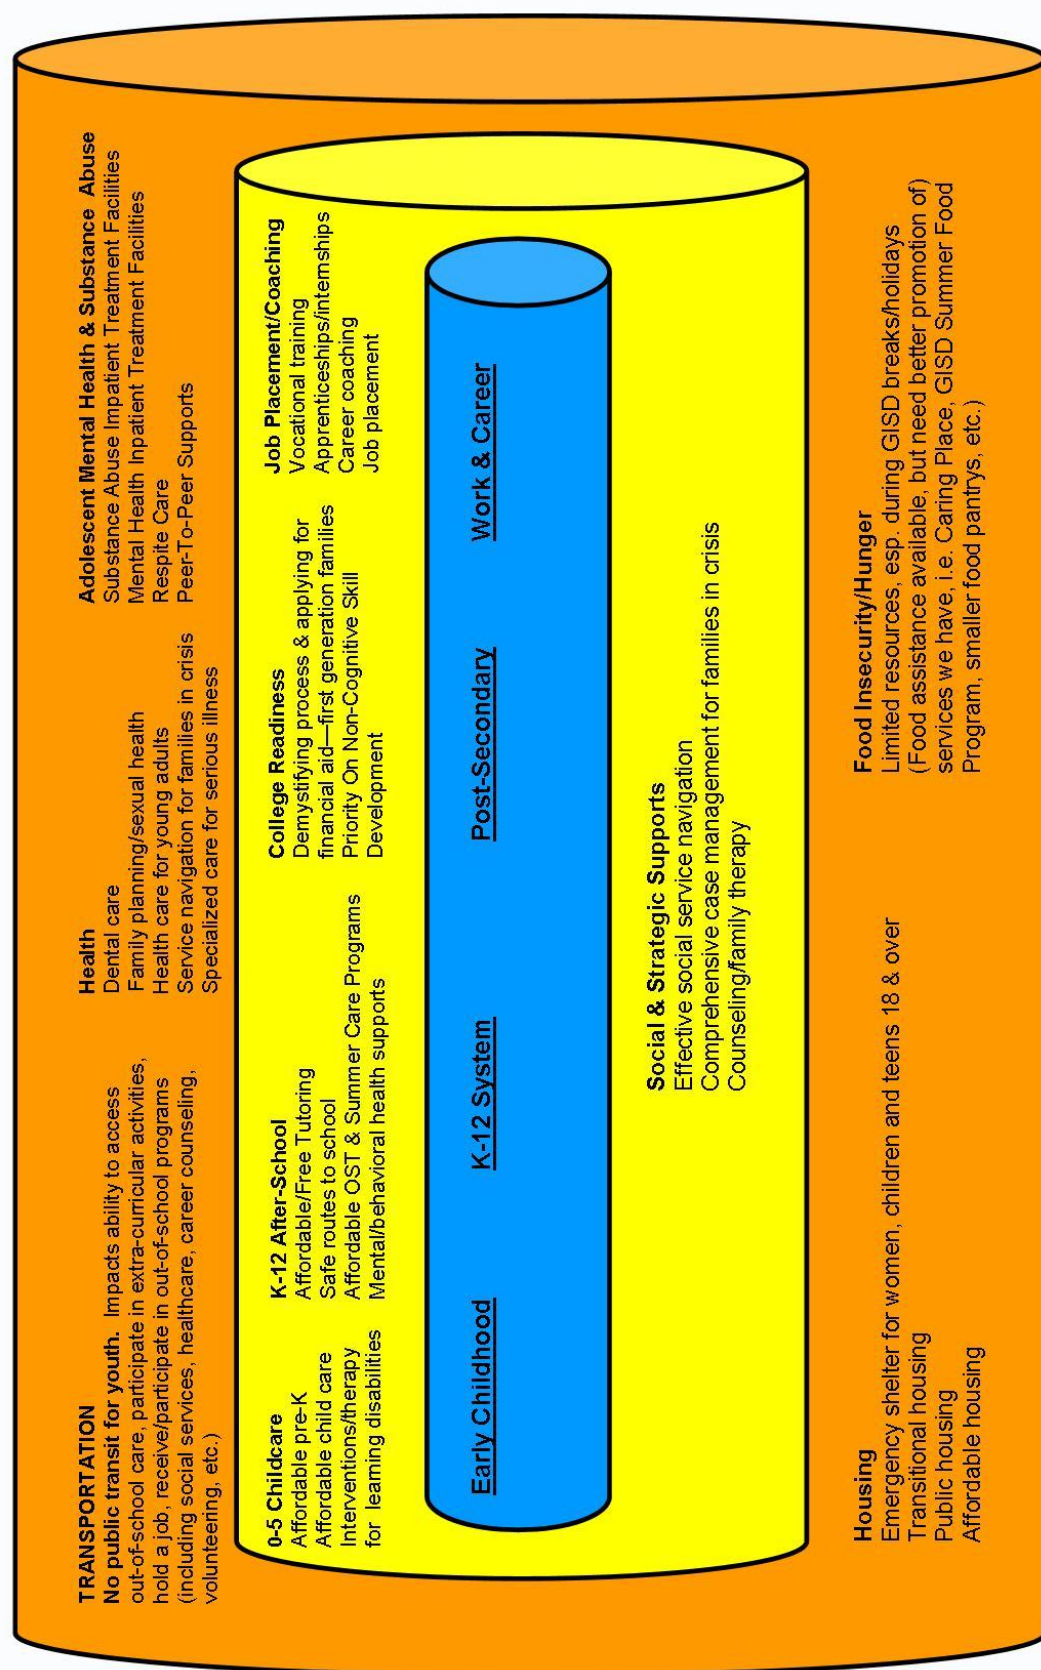 TRANSPORTATION
No public transit for youth. Impacts ability to access
out-of-school care, participate in extra-curricular activities,
hold a job, receive/participate in out-of-school programs
(including social services, healthcare, career counseling,
volunteering, etc.)
Health
Dental care
Family planning/sexual health
Health care for young adults
Service navigation for families in crisis
Specialized care for serious illness
Adolescent Mental Health & Substance Abuse
Substance Abuse Impatient Treatment Facilities
Mental Health Inpatient Treatment Facilities
Respite Care
Peer-To-Peer Supports
0-5 Childcare
Affordable pre-K
Affordable child care
Interventions/therapy
for learning disabilities
K-12 After-School
Affordable/Free Tutoring
Safe routes to school
Affordable OST & Summer Care Programs
Mental/behavioral health supports
College Readiness
Demystifying process & applying for
financial aid—first generation families
Priority On Non-Cognitive Skill
Development
Job Placement/Coaching
Vocational training
Apprenticeships/internships
Career coaching
Job placement
Early Childhood
K-12 System
Post-Secondary
Work & Career
Social & Strategic Supports
Effective social service navigation
Comprehensive case management for families in crisis
Counseling/family therapy
Housing
Emergency shelter for women, children and teens 18 & over
Transitional housing
Public housing
Affordable housing
Food Insecurity/Hunger
Limited resources, esp. during GISD breaks/holidays
(Food assistance available, but need better promotion of)
services we have, i.e. Caring Place, GISD Summer Food
Program, smaller food pantrys, etc.)